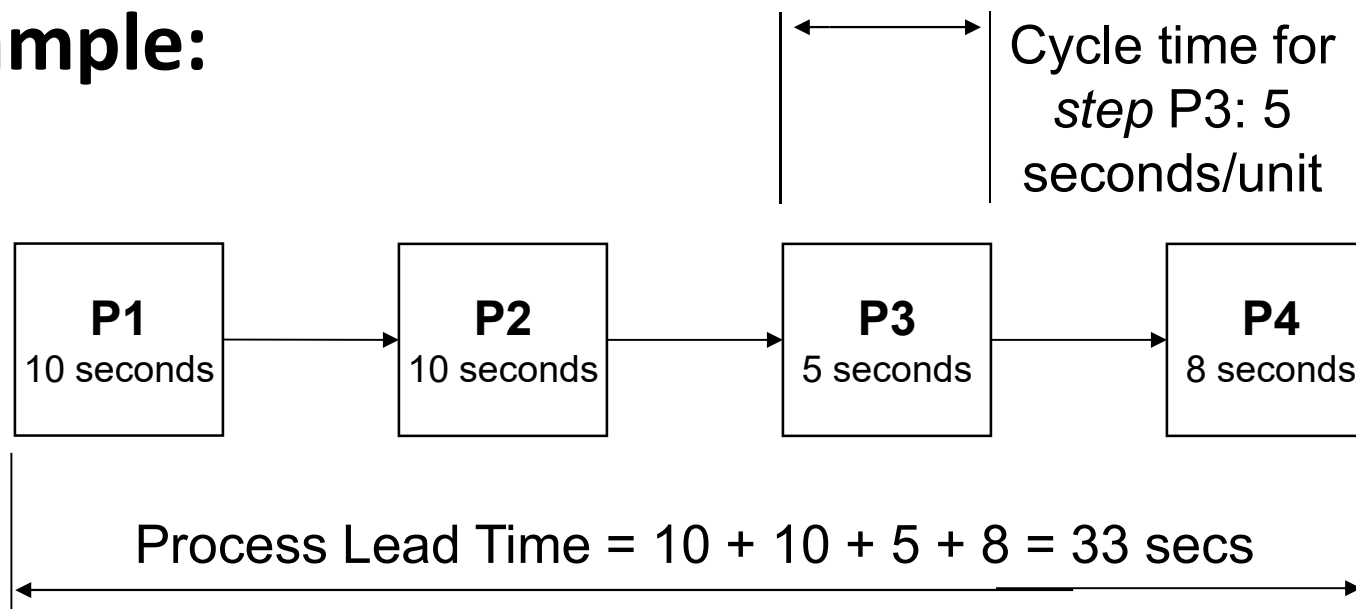 mple:
Cycle time for
step P3: 5
seconds/unit
P1
10 seconds
P2
10 seconds
P3
5 seconds
P4
8 seconds
Process Lead Time = 10 + 10 + 5 + 8 = 33 secs